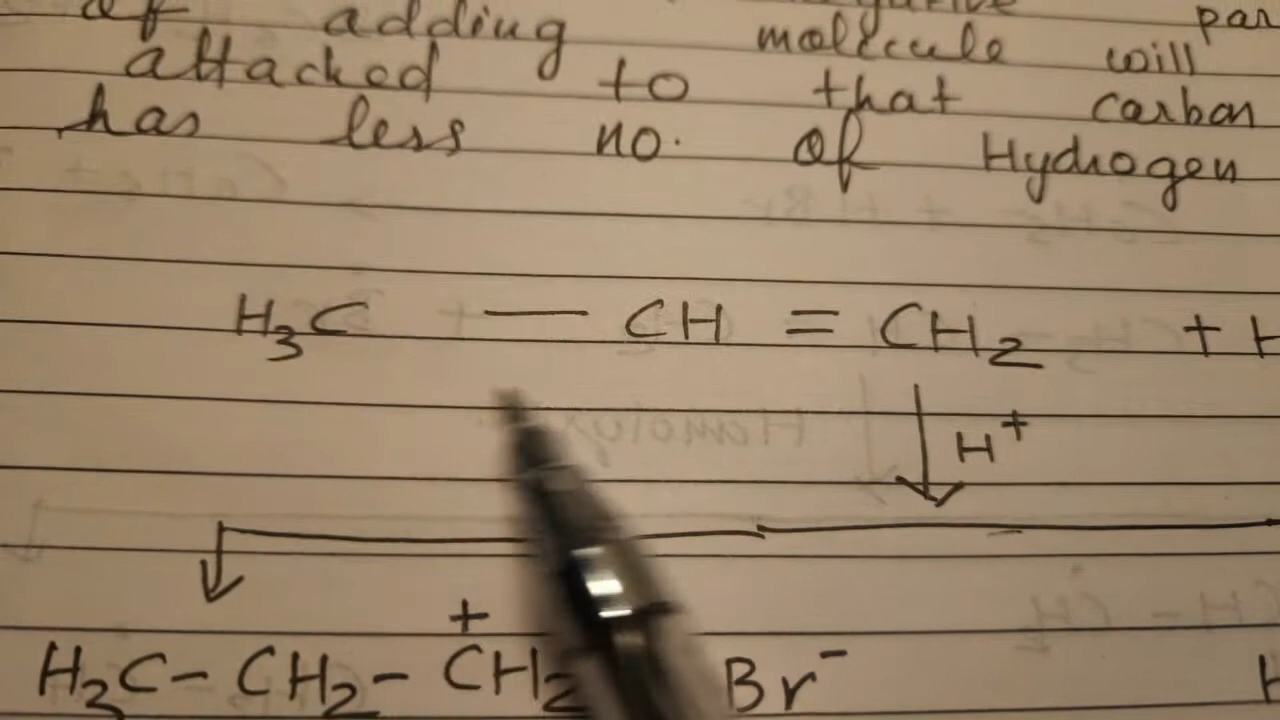 of adding molecule will
attached to that carbon
has less no. of Hydrogen
H₃C — CH = CH₂ + H
H⁺
+
H₃C - CH₂ - CH₂ Br⁻